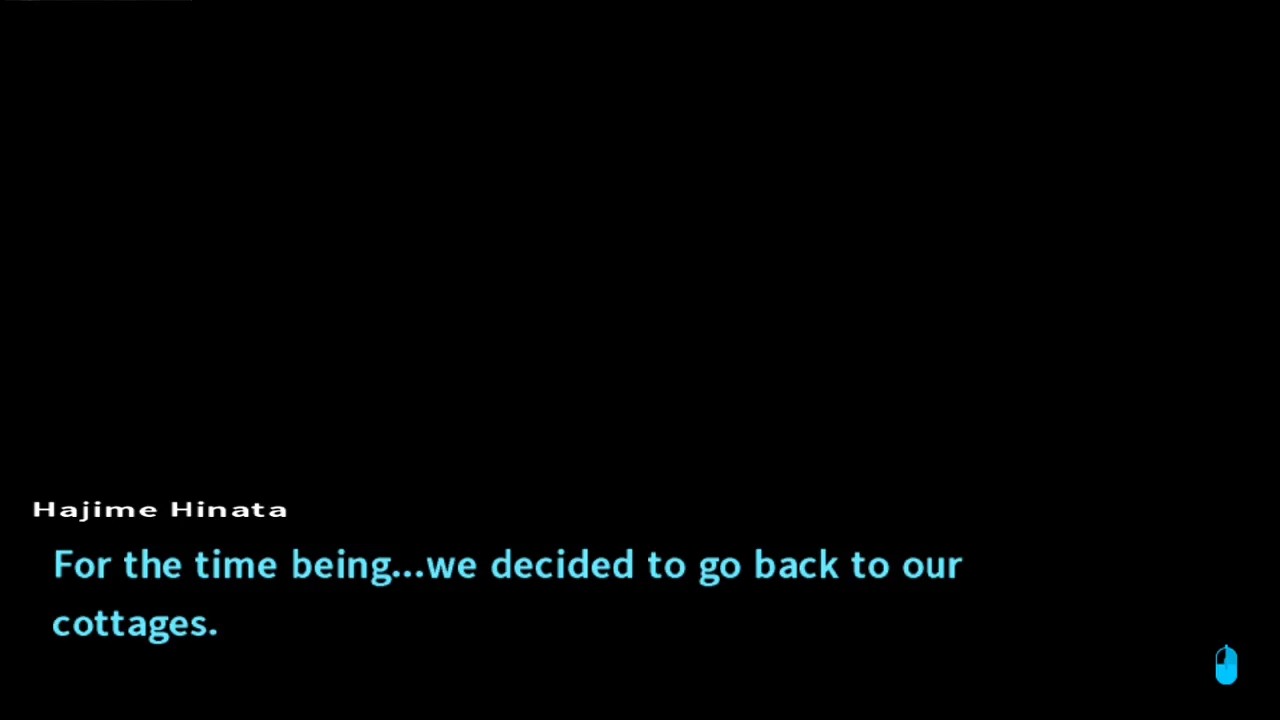 Hajime Hinata
For the time being...we decided to go back to our
cottages.